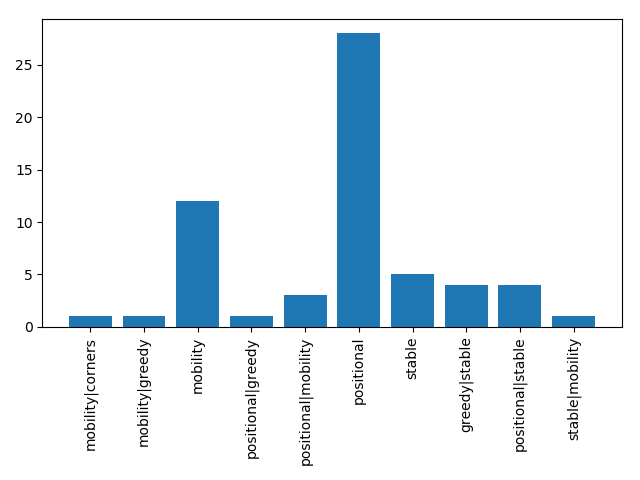 25
20
15
10
5
0
mobility|corners
mobility|greedy
mobility
positional|greedy
positional|mobility
positional
stable
greedy|stable
positional|stable
stable|mobility